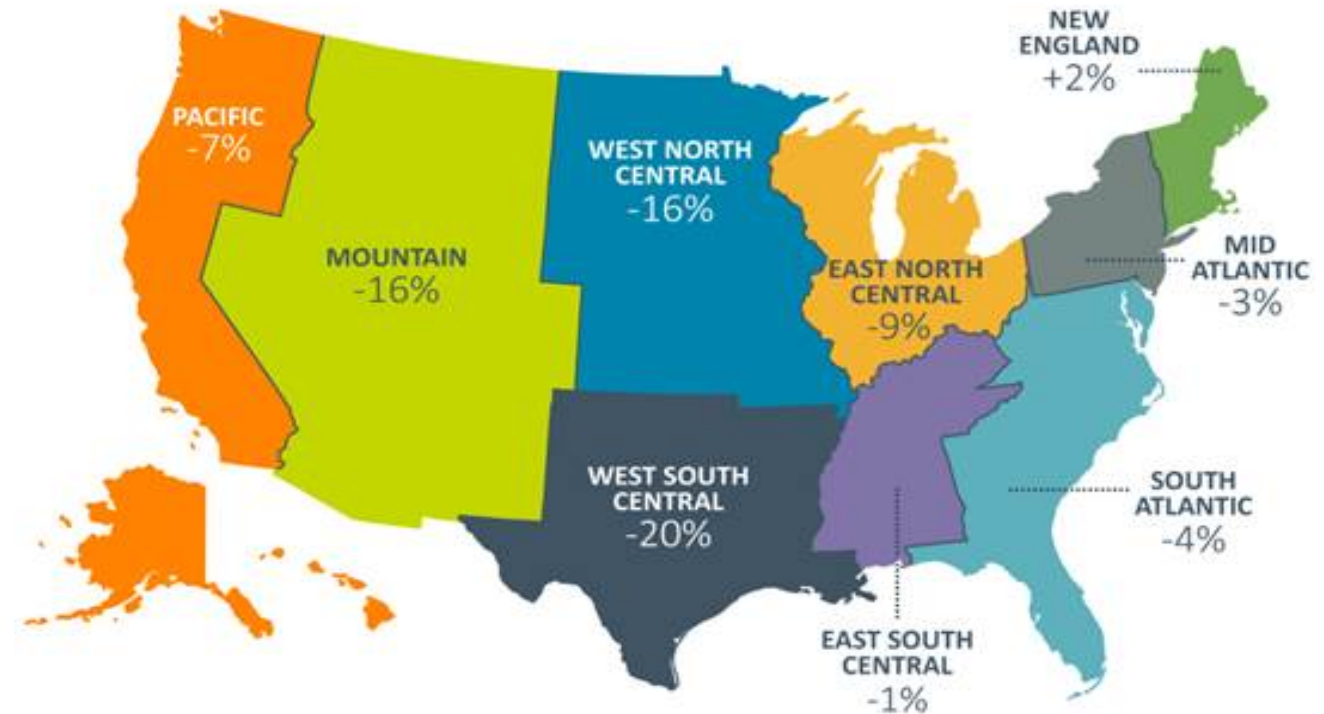 NEW
ENGLAND
+2%
PACIFIC
-7%
WEST NORTH
CENTRAL
-16%
MOUNTAIN
-16%
EAST NORTH
CENTRAL
-9%
MID
ATLANTIC
-3%
WEST SOUTH
CENTRAL
-20%
SOUTH
ATLANTIC
-4%
EAST SOUTH
CENTRAL
-1%